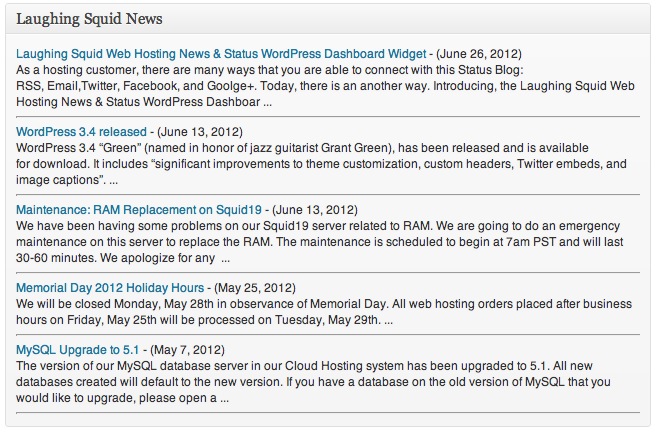 Laughing Squid News
Laughing Squid Web Hosting News & Status WordPress Dashboard Widget - (June 26, 2012)
As a hosting customer, there are many ways that you are able to connect with this Status Blog:
RSS, Email,Twitter, Facebook, and Goolge+. Today, there is an another way. Introducing, the Laughing Squid Web
Hosting News & Status WordPress Dashboar ...
WordPress 3.4 released - (June 13, 2012)
WordPress 3.4 “Green” (named in honor of jazz guitarist Grant Green), has been released and is available
for download. It includes “significant improvements to theme customization, custom headers, Twitter embeds, and
image captions”. ...
Maintenance: RAM Replacement on Squid19 - (June 13, 2012)
We have been having some problems on our Squid19 server related to RAM. We are going to do an emergency
maintenance on this server to replace the RAM. The maintenance is scheduled to begin at 7am PST and will last
30-60 minutes. We apologize for any ...
Memorial Day 2012 Holiday Hours - (May 25, 2012)
We will be closed Monday, May 28th in observance of Memorial Day. All web hosting orders placed after business
hours on Friday, May 25th will be processed on Tuesday, May 29th. ...
MySQL Upgrade to 5.1 - (May 7, 2012)
The version of our MySQL database server in our Cloud Hosting system has been upgraded to 5.1. All new
databases created will default to the new version. If you have a database on the old version of MySQL that you
would like to upgrade, please open a ...